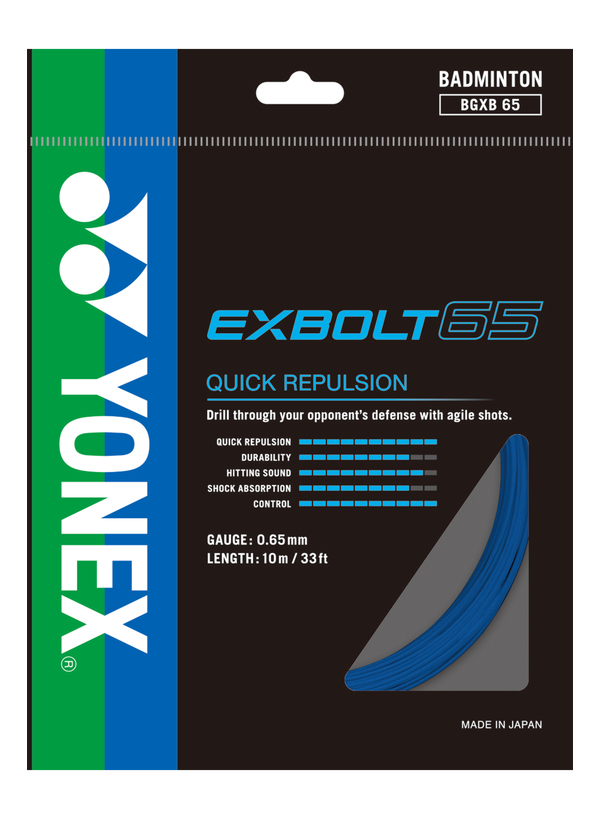 BADMINTON
BGXB 65
YONEX®
EXBOLT65
QUICK REPULSION
Drill through your opponent's defense with agile shots.
QUICK REPULSION
DURABILITY
HITTING SOUND
SHOCK ABSORPTION
CONTROL
GAUGE: 0.65mm
LENGTH: 10m / 33ft
MADE IN JAPAN